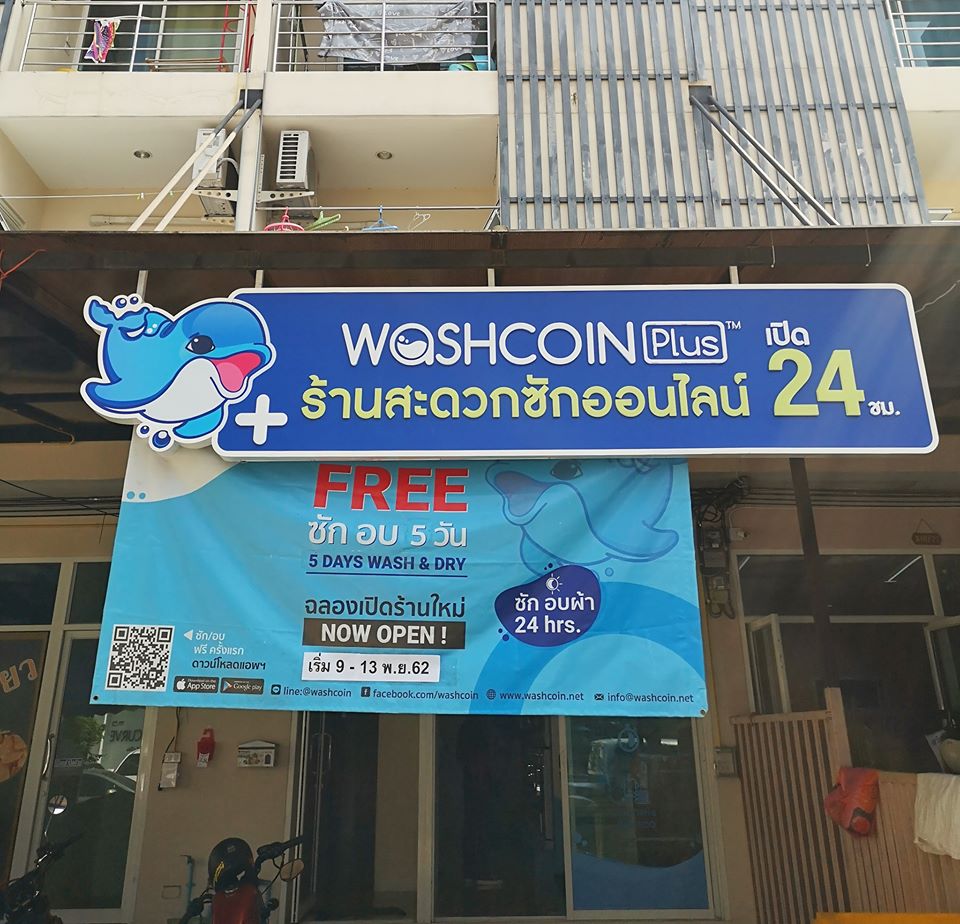 WASHCOIN Plus™
เปิด 24 ชม.
ร้านสะดวกซักออนไลน์
FREE
ซัก อบ 5 วัน
5 DAYS WASH & DRY
ฉลองเปิดร้านใหม่
NOW OPEN !
เริ่ม 9 - 13 พ.ย.62
ซัก อบผ้า
24 hrs.
ซัก/อบ
ฟรี ครั้งแรก
ดาวน์โหลดแอพฯ
Download on the App Store
Google play
line:@washcoin
facebook.com/washcoin
www.washcoin.net
info@washcoin.net
CURVE